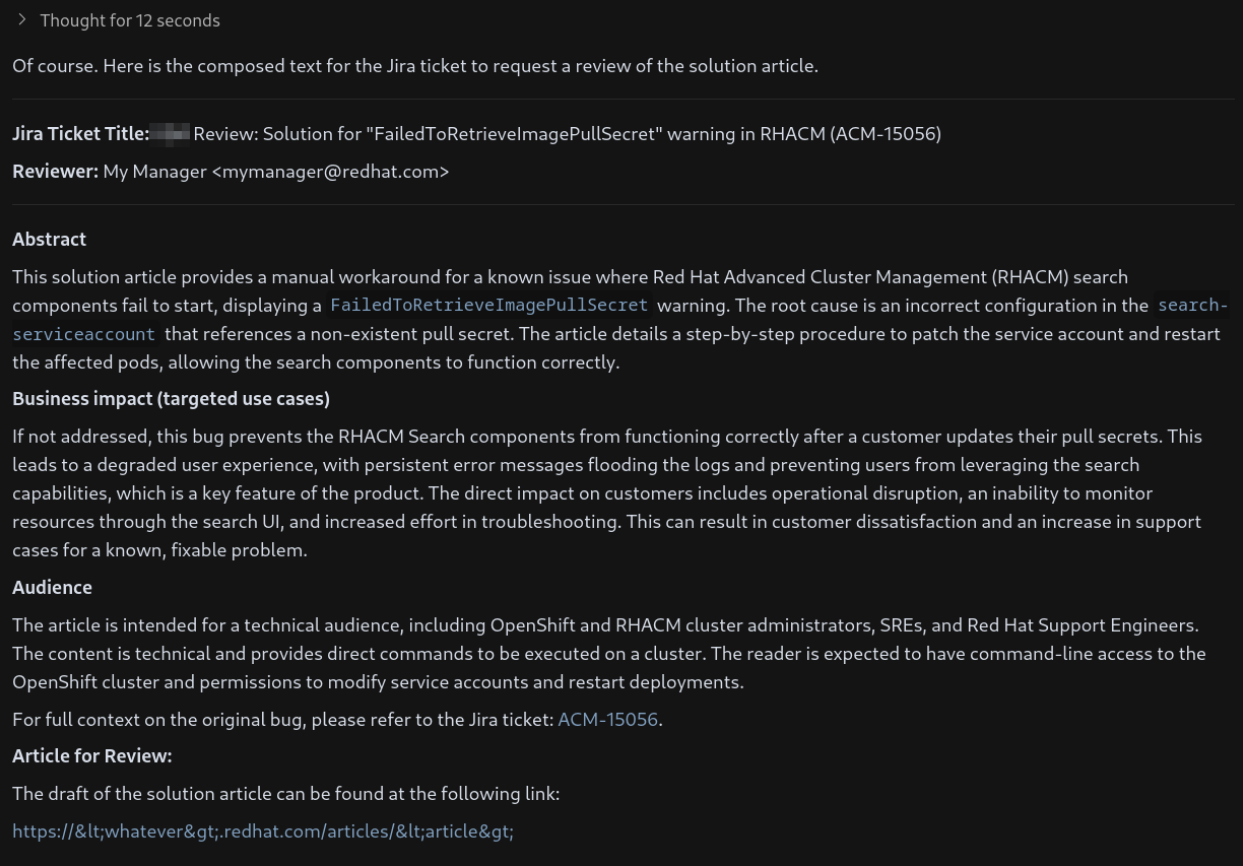 Thought for 12 seconds
Of course. Here is the composed text for the Jira ticket to request a review of the solution article.
Jira Ticket Title: Review: Solution for "FailedToRetrieveImagePullSecret" warning in RHACM (ACM-15056)
Reviewer: My Manager <mymanager@redhat.com>
Abstract
This solution article provides a manual workaround for a known issue where Red Hat Advanced Cluster Management (RHACM) search
components fail to start, displaying a FailedToRetrieveImagePullSecret warning. The root cause is an incorrect configuration in the search-
serviceaccount that references a non-existent pull secret. The article details a step-by-step procedure to patch the service account and restart
the affected pods, allowing the search components to function correctly.
Business impact (targeted use cases)
If not addressed, this bug prevents the RHACM Search components from functioning correctly after a customer updates their pull secrets. This
leads to a degraded user experience, with persistent error messages flooding the logs and preventing users from leveraging the search
capabilities, which is a key feature of the product. The direct impact on customers includes operational disruption, an inability to monitor
resources through the search UI, and increased effort in troubleshooting. This can result in customer dissatisfaction and an increase in support
cases for a known, fixable problem.
Audience
The article is intended for a technical audience, including OpenShift and RHACM cluster administrators, SREs, and Red Hat Support Engineers.
The content is technical and provides direct commands to be executed on a cluster. The reader is expected to have command-line access to the
OpenShift cluster and permissions to modify service accounts and restart deployments.
For full context on the original bug, please refer to the Jira ticket: ACM-15056.
Article for Review:
The draft of the solution article can be found at the following link:
https://&lt;whatever&gt;.redhat.com/articles/&lt;article&gt;